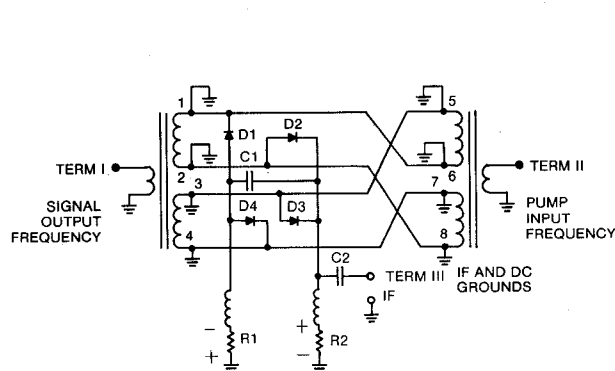 1
5
D1
D2
C1
TERM I
2
3
6
7
TERM II
SIGNAL
OUTPUT
FREQUENCY
4
D4
D3
8
PUMP
INPUT
FREQUENCY
C2
TERM III
IF AND DC
GROUNDS
IF
−
+
R1
+
−
R2